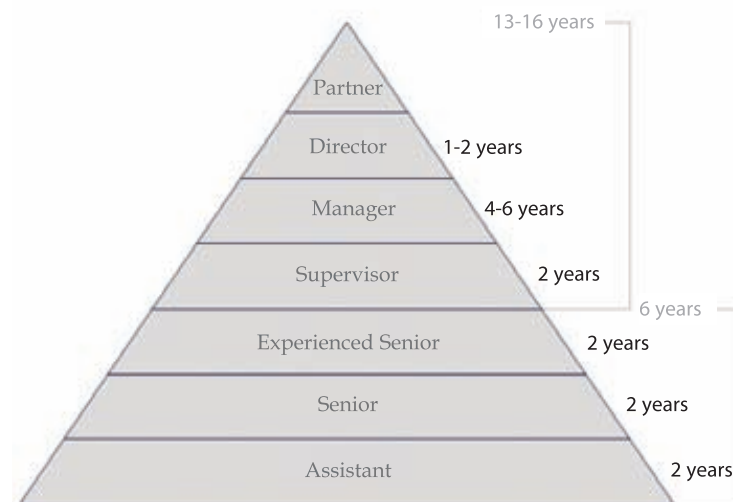 13-16 years
Partner
Director 1-2 years
Manager 4-6 years
Supervisor 2 years
6 years
Experienced Senior 2 years
Senior 2 years
Assistant 2 years